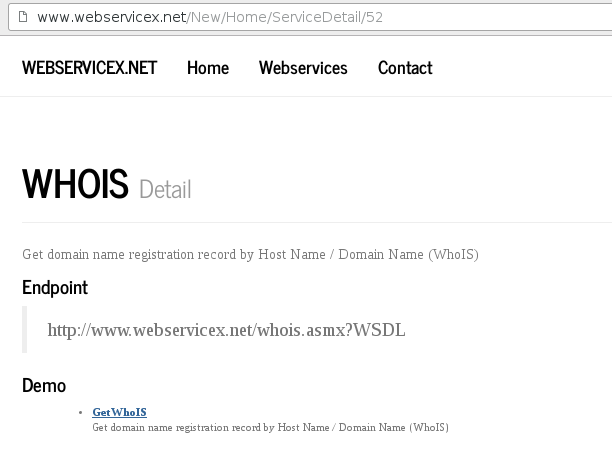 www.webservicex.net/New/Home/ServiceDetail/52
WEBSERVICEX.NET Home Webservices Contact
WHOIS Detail
Get domain name registration record by Host Name / Domain Name (WhoIS)
Endpoint
http://www.webservicex.net/whois.asmx?WSDL
Demo
• GetWhoIS
Get domain name registration record by Host Name / Domain Name (WhoIS)